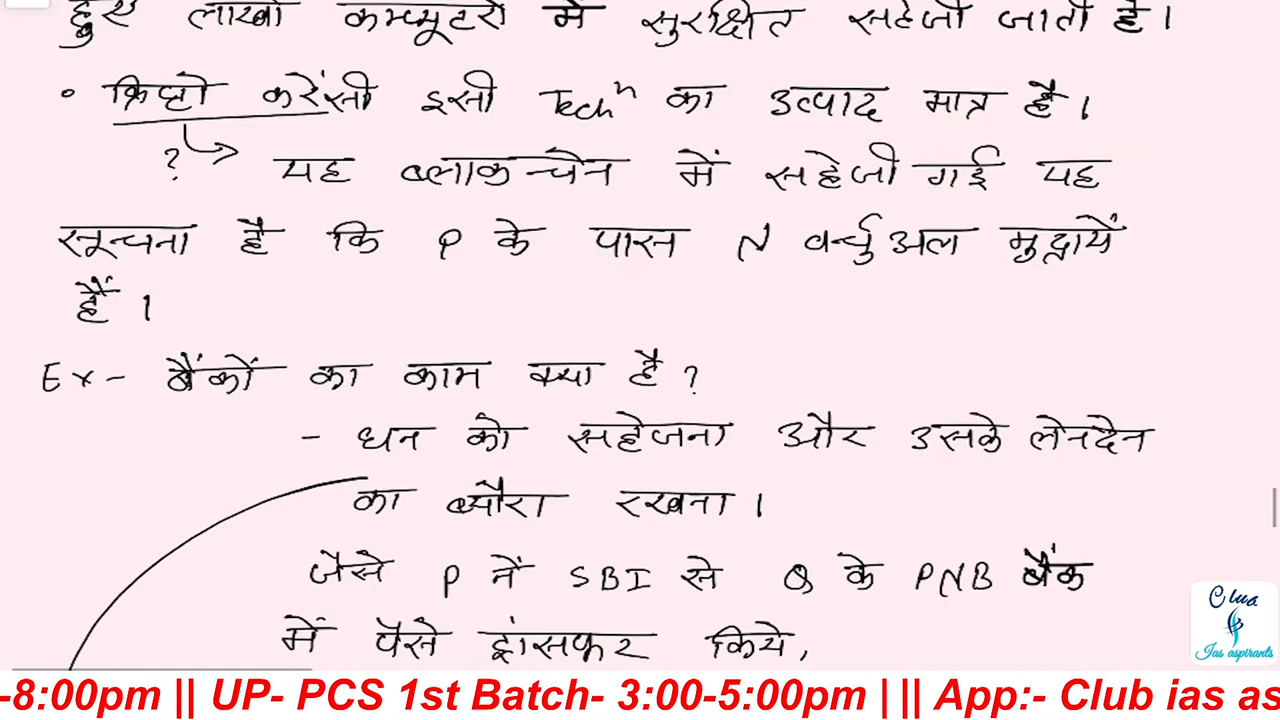 हुए लाखों कम्प्यूटरों में सुरक्षित सहेजी जाती है।
• क्रिप्टो करेंसी इसी Techⁿ का उत्पाद मात्र है।
? यह ब्लाकचेन में सहेजी गई यह
सूचना है कि P के पास N वर्चुअल मुद्रायें
हैं।
Ex- बैंकों का काम क्या है?
- धन को सहेजना और उसके लेनदेन
का ब्यौरा रखना।
जैसे P नें SBI से Q के PNB बैंक
में पैसे ट्रांसफर किये,
Club
Ias aspirants
-8:00pm || UP- PCS 1st Batch- 3:00-5:00pm | || App:- Club ias as